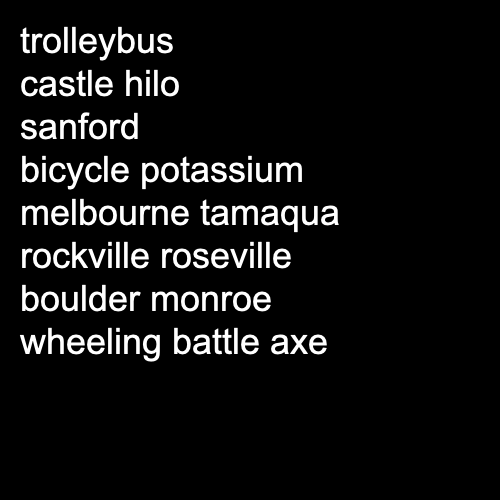 trolleybus
castle hilo
sanford
bicycle potassium
melbourne tamaqua
rockville roseville
boulder monroe
wheeling battle axe